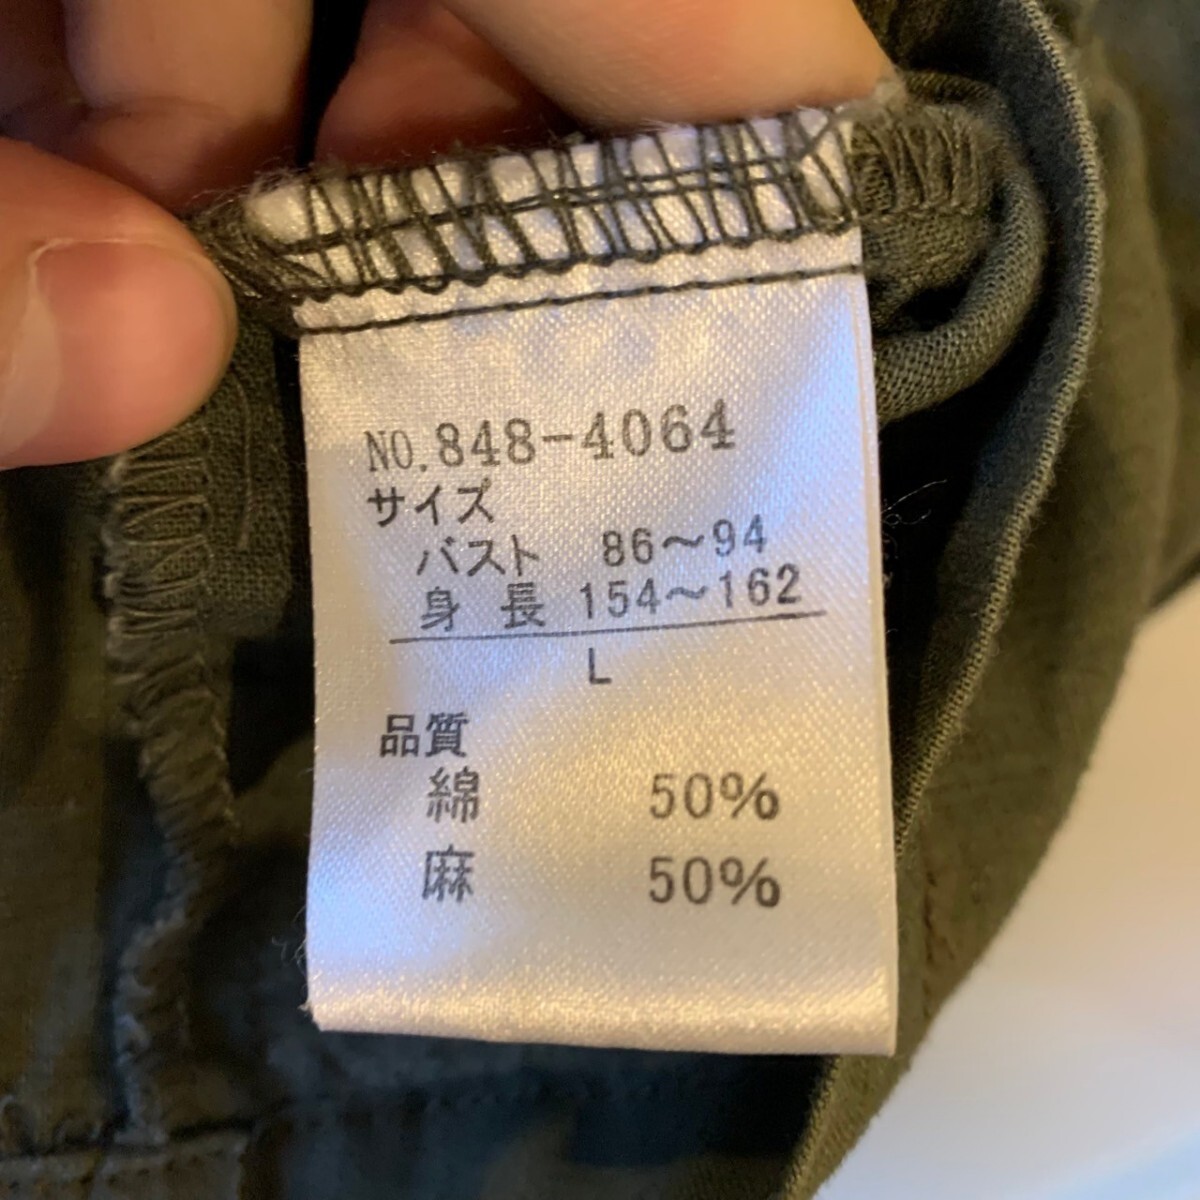 NO.848-4064
サイズ
バスト 86～94
身長 154～162
L
品質
綿 50%
麻 50%